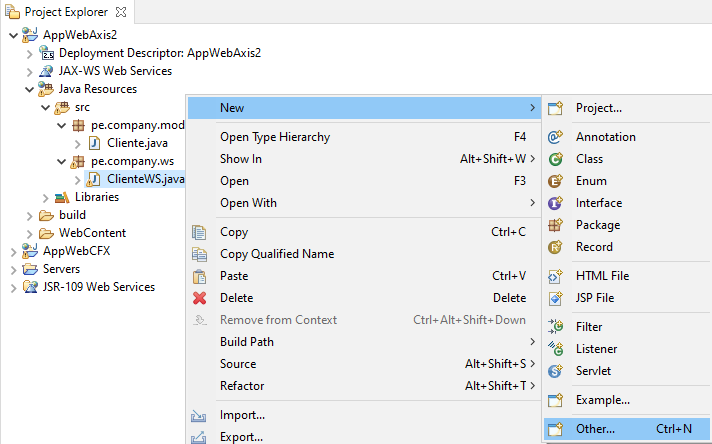 Project Explorer
AppWebAxis2
Deployment Descriptor: AppWebAxis2
JAX-WS Web Services
Java Resources
src
pe.company.mod
Cliente.java
pe.company.ws
ClienteWS.java
Libraries
build
WebContent
AppWebCFX
Servers
JSR-109 Web Services
New
Open Type Hierarchy F4
Show In Alt+Shift+W
Open F3
Open With
Copy Ctrl+C
Copy Qualified Name
Paste Ctrl+V
Delete Delete
Remove from Context Ctrl+Alt+Shift+Down
Build Path
Source Alt+Shift+S
Refactor Alt+Shift+T
Import...
Export...
Project...
Annotation
Class
Enum
Interface
Package
Record
HTML File
JSP File
Filter
Listener
Servlet
Example...
Other... Ctrl+N